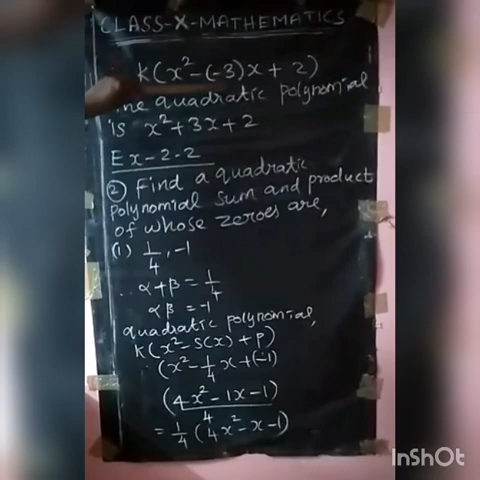 CLASS-X-MATHEMATICS
K(x² - (-3)x + 2)
quadratic polynomial
is x² + 3x + 2
Ex-2.2
② Find a quadratic
polynomial sum and product
of whose zeroes are,
(1) 1/4, -1
∴ α+β = 1/4
αβ = -1
quadratic polynomial,
K(x² - S(x) + P)
(x² - 1/4 x + (-1)
(4x² - 1x - 1)
4
= 1/4 (4x² - x - 1)
InShOt